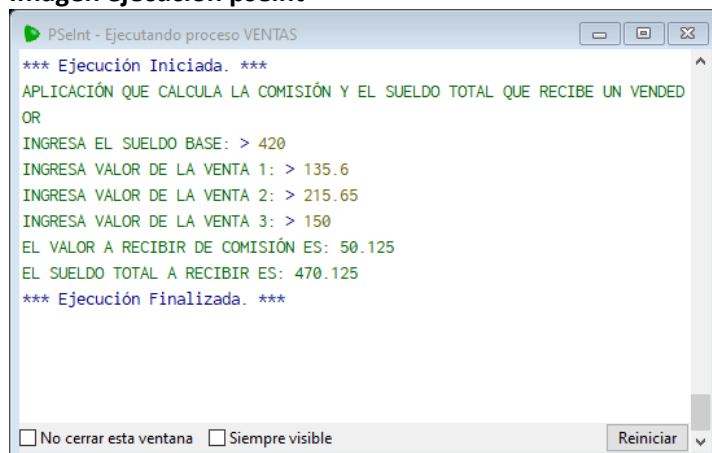 PSeInt - Ejecutando proceso VENTAS
*** Ejecución Iniciada. ***
APLICACIÓN QUE CALCULA LA COMISIÓN Y EL SUELDO TOTAL QUE RECIBE UN VENDED
OR
INGRESA EL SUELDO BASE: > 420
INGRESA VALOR DE LA VENTA 1: > 135.6
INGRESA VALOR DE LA VENTA 2: > 215.65
INGRESA VALOR DE LA VENTA 3: > 150
EL VALOR A RECIBIR DE COMISIÓN ES: 50.125
EL SUELDO TOTAL A RECIBIR ES: 470.125
*** Ejecución Finalizada. ***
No cerrar esta ventana Siempre visible Reiniciar